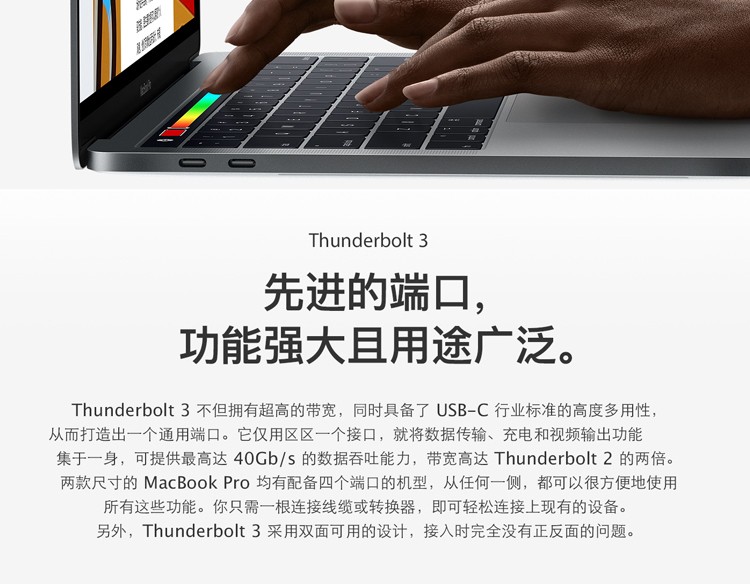 Thunderbolt 3
先进的端口，
功能强大且用途广泛。
Thunderbolt 3 不但拥有超高的带宽，同时具备了 USB-C 行业标准的高度多用性，
从而打造出一个通用端口。它仅用区区一个接口，就将数据传输、充电和视频输出功能
集于一身，可提供最高达 40Gb/s 的数据吞吐能力，带宽高达 Thunderbolt 2 的两倍。
两款尺寸的 MacBook Pro 均有配备四个端口的机型，从任何一侧，都可以很方便地使用
所有这些功能。你只需一根连接线缆或转换器，即可轻松连接上现有的设备。
另外，Thunderbolt 3 采用双面可用的设计，接入时完全没有正反面的问题。